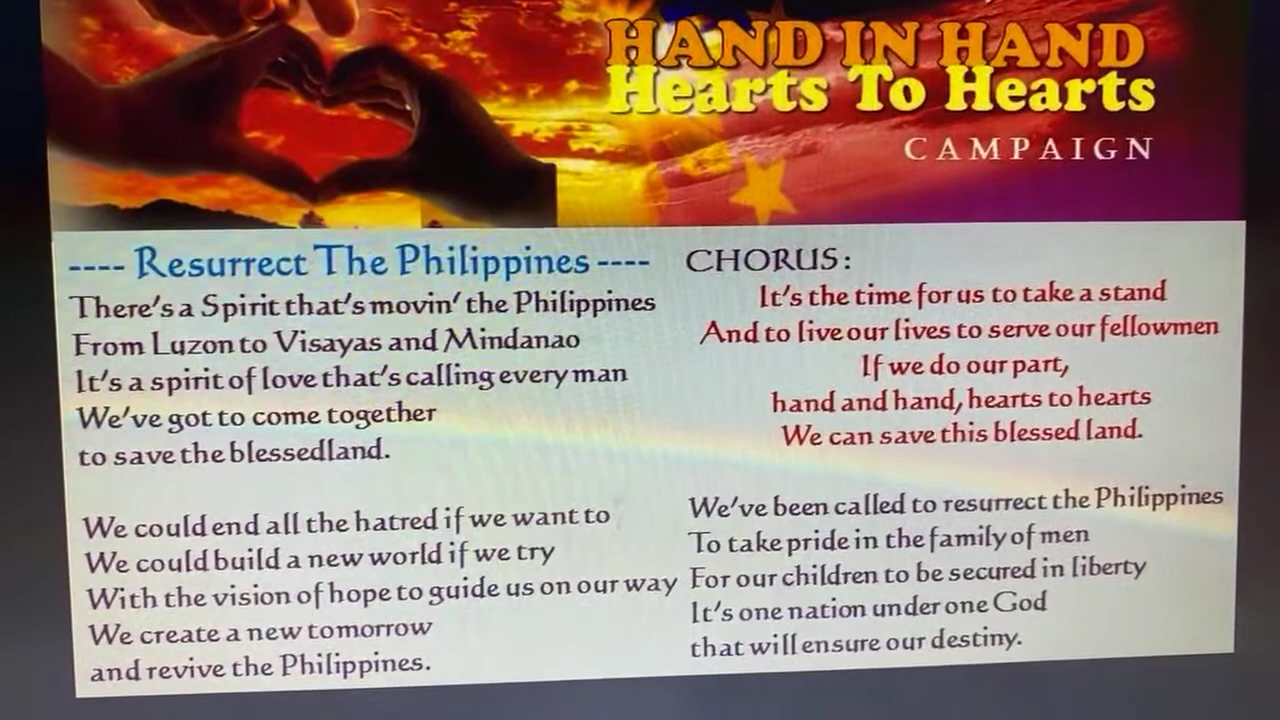 HAND IN HAND
Hearts To Hearts
CAMPAIGN
---- Resurrect The Philippines ----
There's a Spirit that's movin' the Philippines
From Luzon to Visayas and Mindanao
It's a spirit of love that's calling every man
We've got to come together
to save the blessed land.
We could end all the hatred if we want to
We could build a new world if we try
With the vision of hope to guide us on our way
We create a new tomorrow
and revive the Philippines.
CHORUS:
It's the time for us to take a stand
And to live our lives to serve our fellowmen
If we do our part,
hand and hand, hearts to hearts
We can save this blessed land.
We've been called to resurrect the Philippines
To take pride in the family of men
For our children to be secured in liberty
It's one nation under one God
that will ensure our destiny.